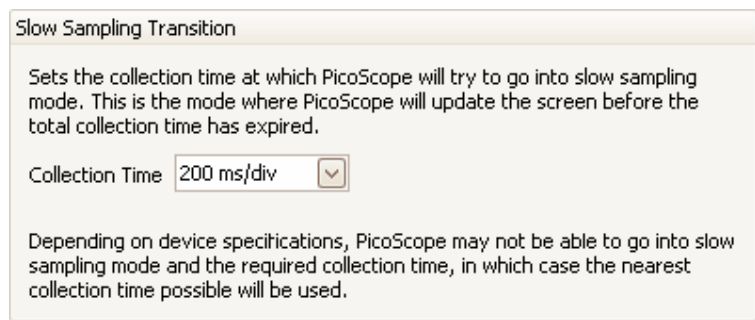 Slow Sampling Transition
Sets the collection time at which PicoScope will try to go into slow sampling
mode. This is the mode where PicoScope will update the screen before the
total collection time has expired.
Collection Time 200 ms/div
Depending on device specifications, PicoScope may not be able to go into slow
sampling mode and the required collection time, in which case the nearest
collection time possible will be used.